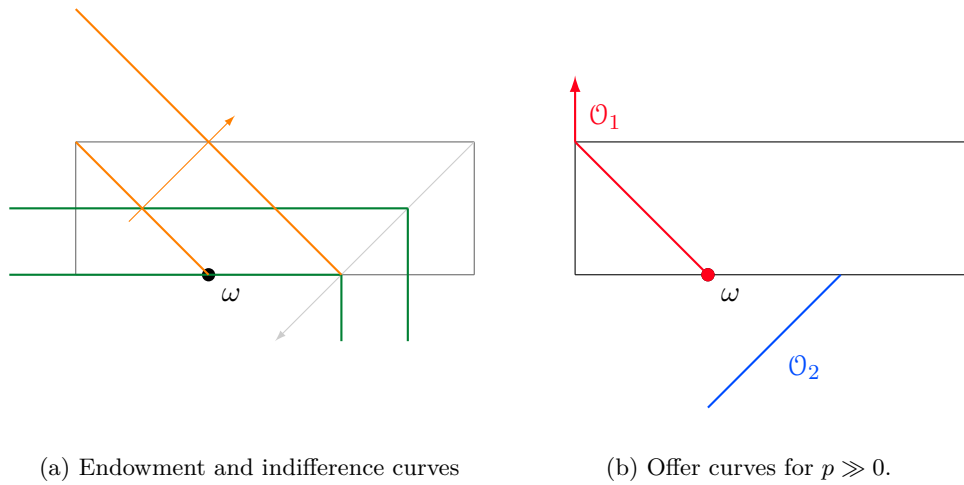 𝒪₁
ω
ω
𝒪₂
(a) Endowment and indifference curves
(b) Offer curves for p ≫ 0.